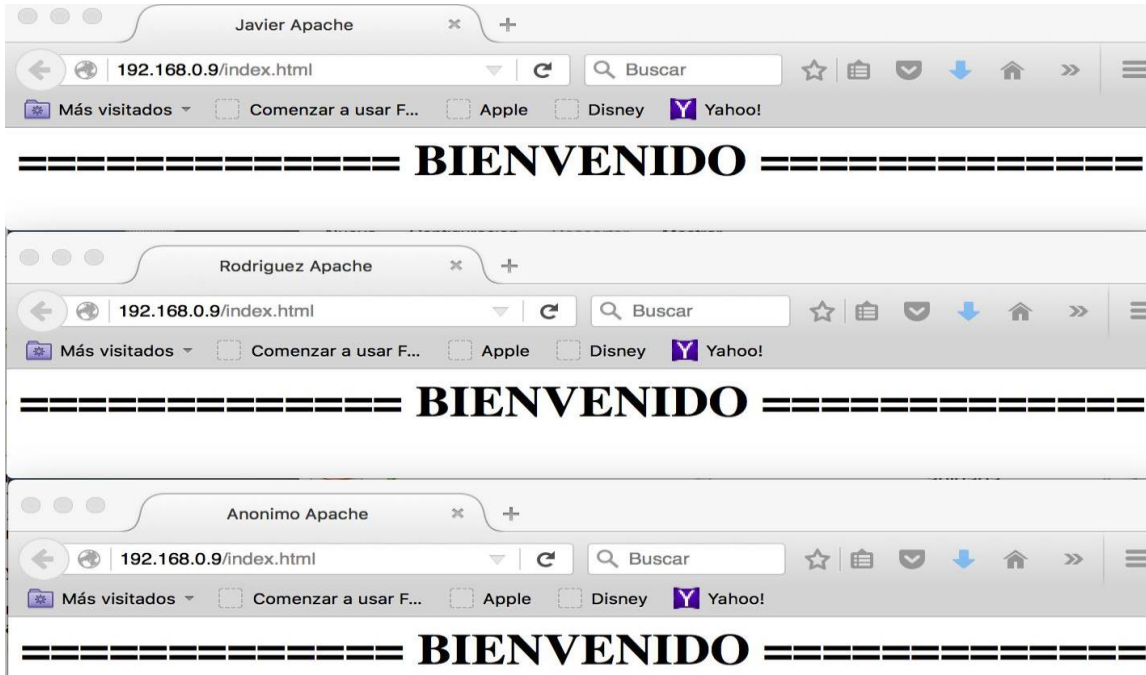 Javier Apache
192.168.0.9/index.html Buscar
Más visitados Comenzar a usar F... Apple Disney Yahoo!
============== BIENVENIDO ==============
Rodriguez Apache
192.168.0.9/index.html Buscar
Más visitados Comenzar a usar F... Apple Disney Yahoo!
============== BIENVENIDO ==============
Anonimo Apache
192.168.0.9/index.html Buscar
Más visitados Comenzar a usar F... Apple Disney Yahoo!
============== BIENVENIDO ==============